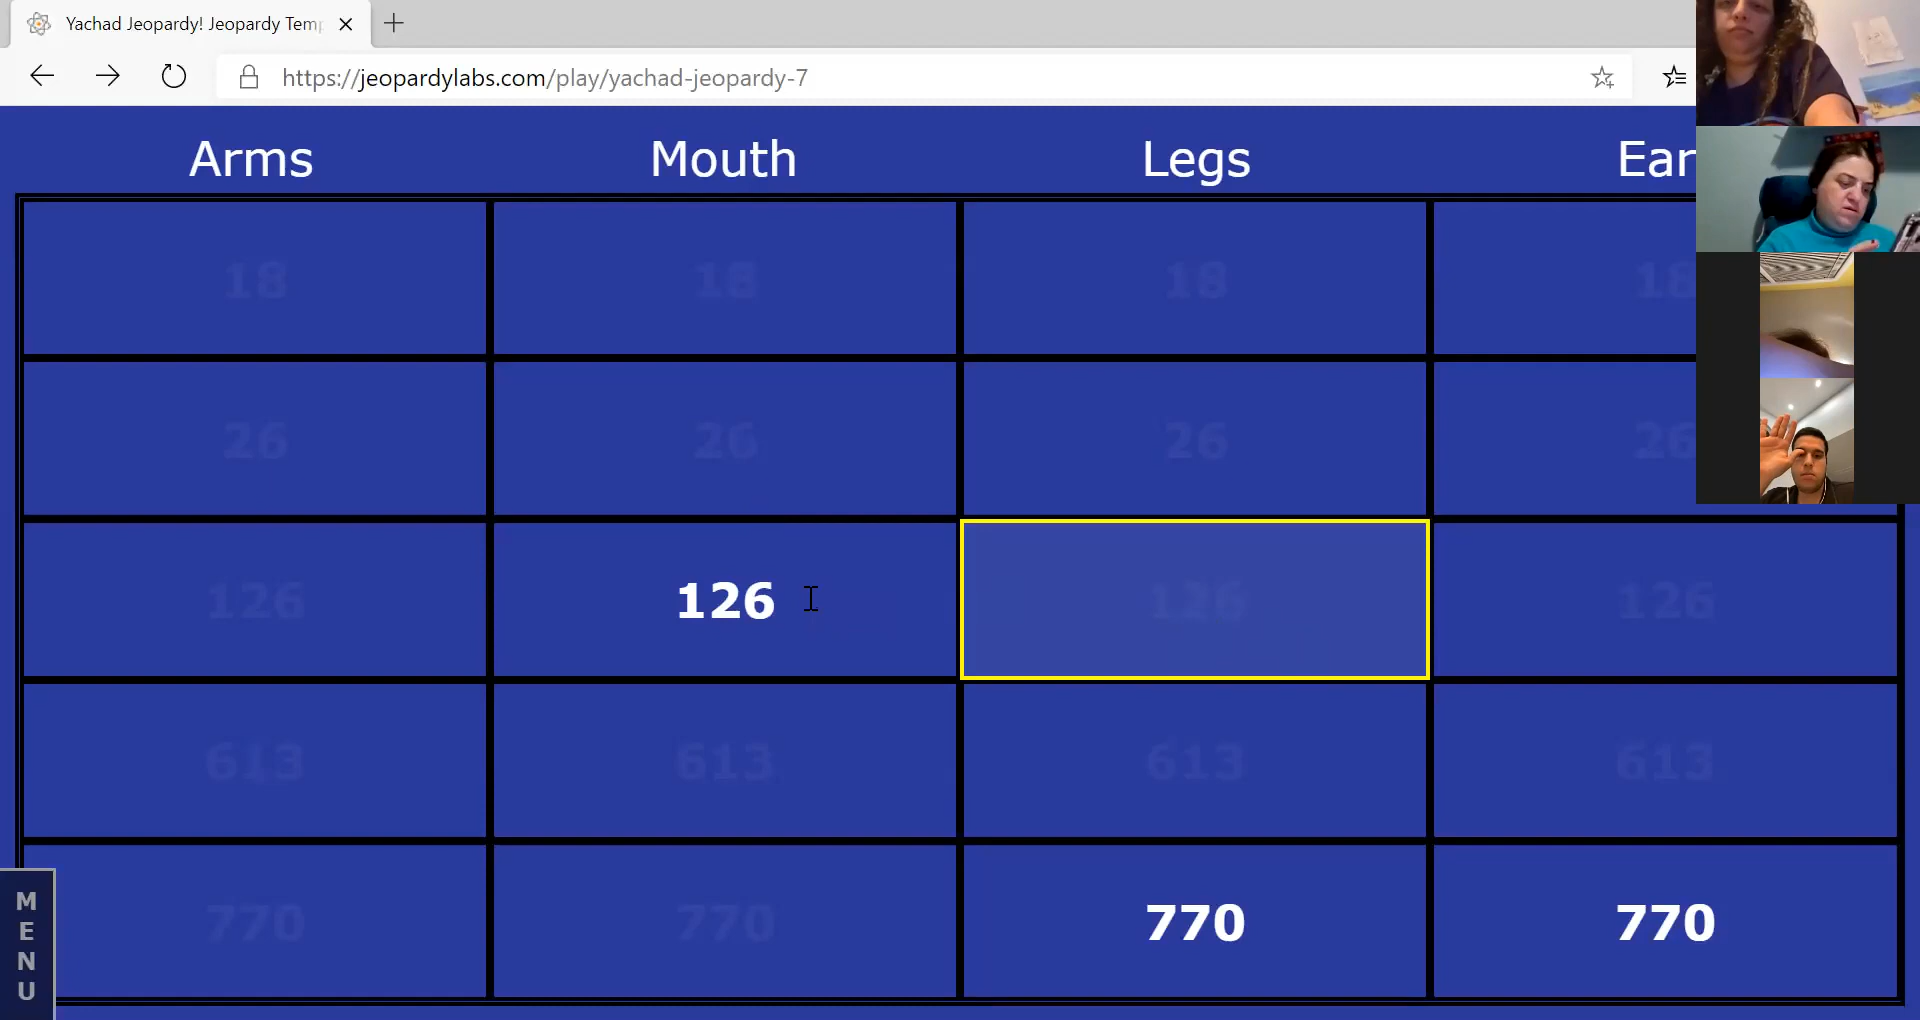 Yachad Jeopardy! Jeopardy Temp
https://jeopardylabs.com/play/yachad-jeopardy-7
Arms Mouth Legs Ear
18 18 18 18
26 26 26 26
126 126 126 126
613 613 613 613
770 770 770 770
MENU